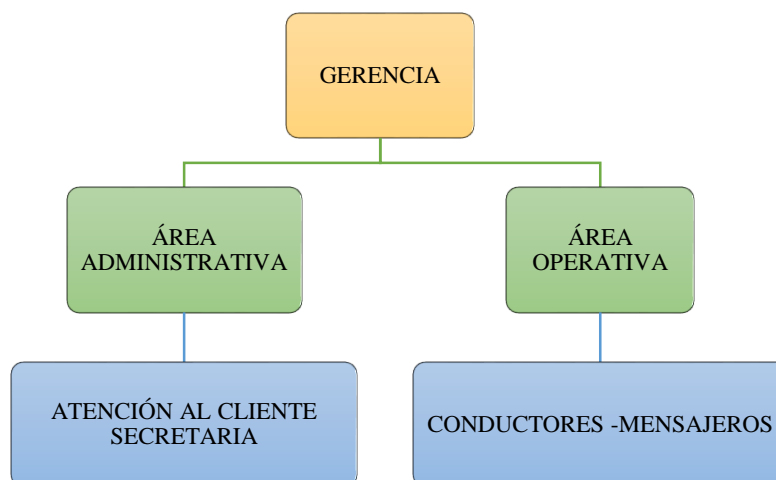 GERENCIA
ÁREA
ADMINISTRATIVA
ÁREA
OPERATIVA
ATENCIÓN AL CLIENTE
SECRETARIA
CONDUCTORES -MENSAJEROS